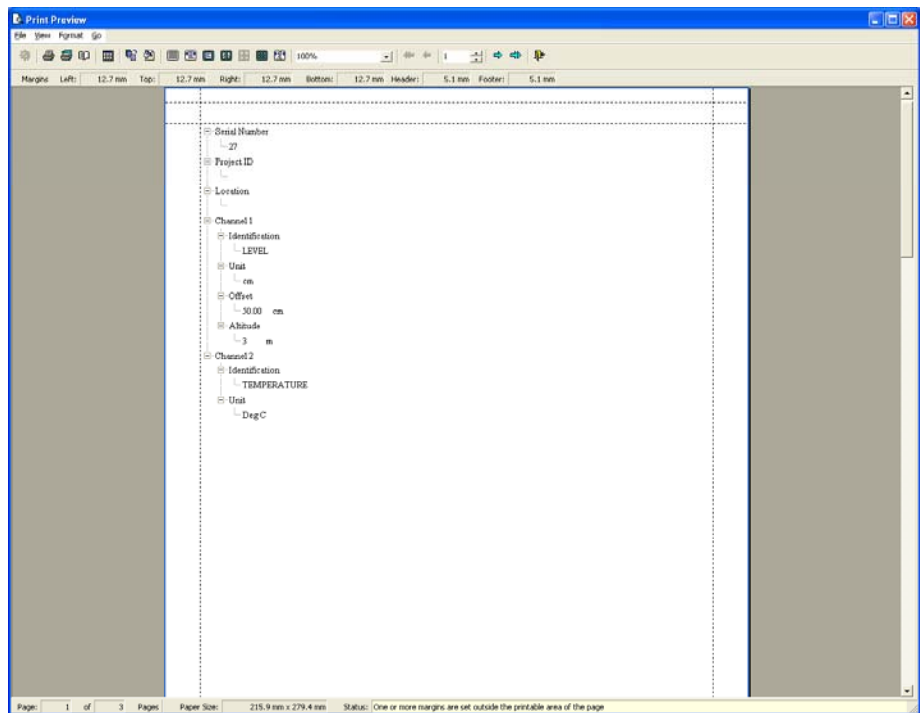 Print Preview
File View Format Go
100% 1
Margins Left: 12.7 mm Top: 12.7 mm Right: 12.7 mm Bottom: 12.7 mm Header: 5.1 mm Footer: 5.1 mm
Serial Number
27
Project ID
Location
Channel 1
Identification
LEVEL
Unit
cm
Offset
50.00 cm
Altitude
3 m
Channel 2
Identification
TEMPERATURE
Unit
Deg C
Page: 1 of 3 Pages Paper Size: 215.9 mm x 279.4 mm Status: One or more margins are set outside the printable area of the page